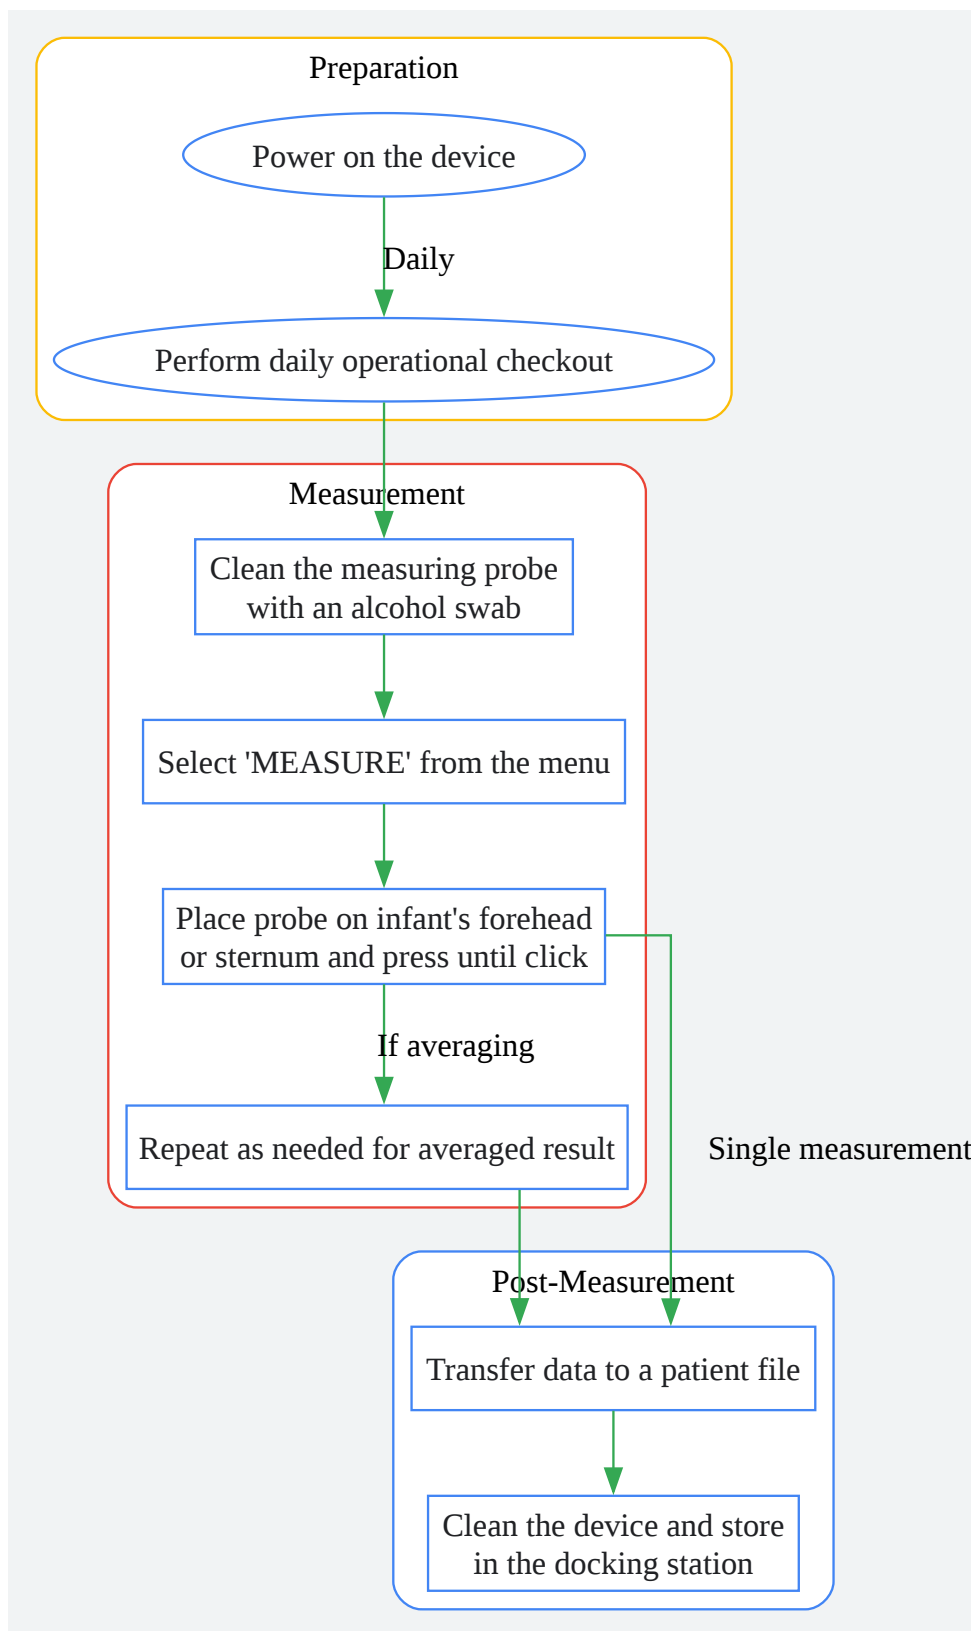 Preparation
Power on the device
Daily
Perform daily operational checkout
Measurement
Clean the measuring probe
with an alcohol swab
Select 'MEASURE' from the menu
Place probe on infant's forehead
or sternum and press until click
If averaging
Repeat as needed for averaged result
Single measurement
Post-Measurement
Transfer data to a patient file
Clean the device and store
in the docking station